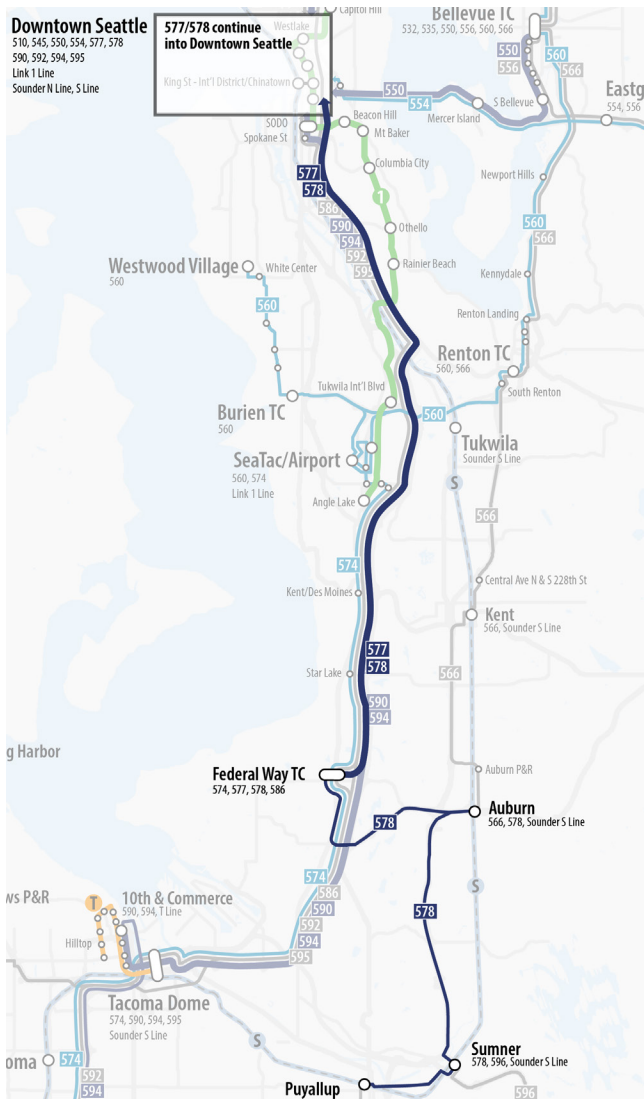 Downtown Seattle
510, 545, 550, 554, 577, 578
590, 592, 594, 595
Link 1 Line
Sounder N Line, S Line
577/578 continue
into Downtown Seattle
Capitol Hill
Westlake
King St - Int'l District/Chinatown
Bellevue TC
532, 535, 550, 556, 560, 566
550
556
560
566
550
554
S Bellevue
Mercer Island
Eastg
554, 556
SODO
Spokane St
Beacon Hill
Mt Baker
Columbia City
577
578
586
590
594
592
595
1
Othello
Rainier Beach
Newport Hills
560
566
Kennydale
Renton Landing
Westwood Village
560
White Center
560
Renton TC
560, 566
South Renton
Tukwila Int'l Blvd
560
Burien TC
560
Tukwila
Sounder S Line
SeaTac/Airport
560, 574
Link 1 Line
Angle Lake
S
566
574
Kent/Des Moines
Central Ave N & S 228th St
Kent
566, Sounder S Line
577
578
Star Lake
566
590
594
g Harbor
Federal Way TC
574, 577, 578, 586
Auburn P&R
Auburn
566, 578, Sounder S Line
578
574
586
590
592
594
595
S
578
ws P&R
T
10th & Commerce
590, 594, T Line
Hilltop
Tacoma Dome
574, 590, 594, 595
Sounder S Line
S
oma
574
592
594
Sumner
578, 596, Sounder S Line
Puyallup
596